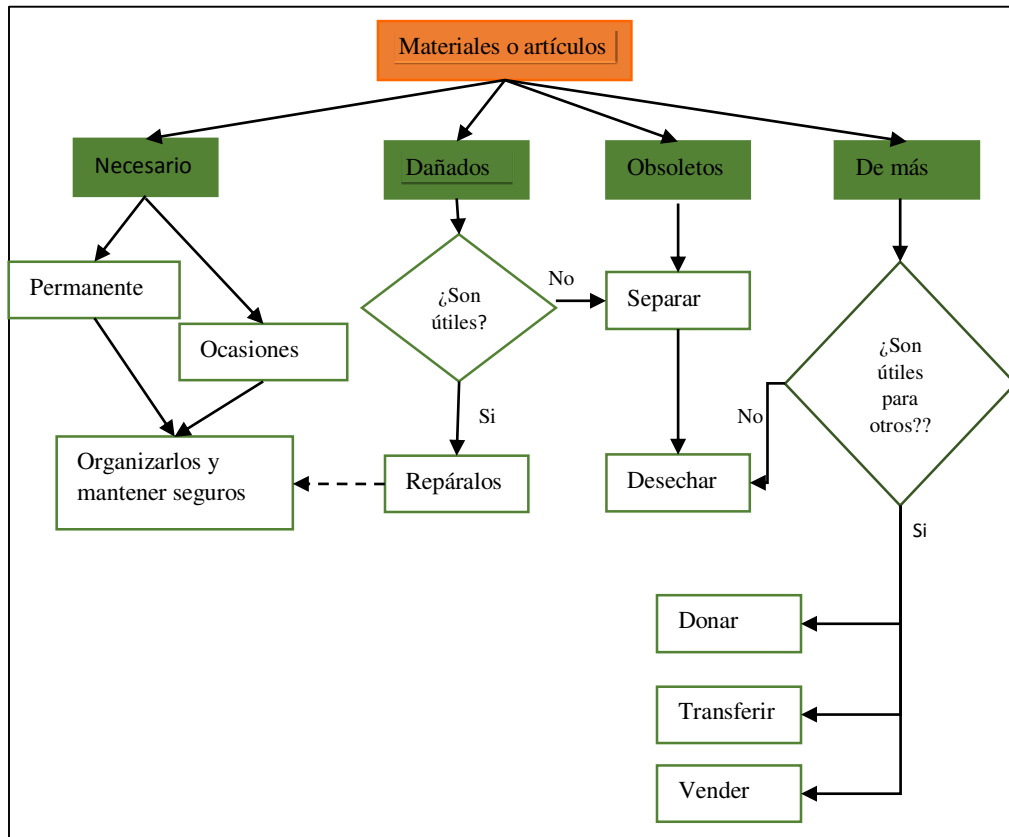 Materiales o artículos
Necesario
Dañados
Obsoletos
De más
Permanente
Ocasiones
Organizarlos y
mantener seguros
¿Son
útiles?
No
Si
Repáralos
Separar
Desechar
¿Son
útiles
para
otros??
No
Si
Donar
Transferir
Vender